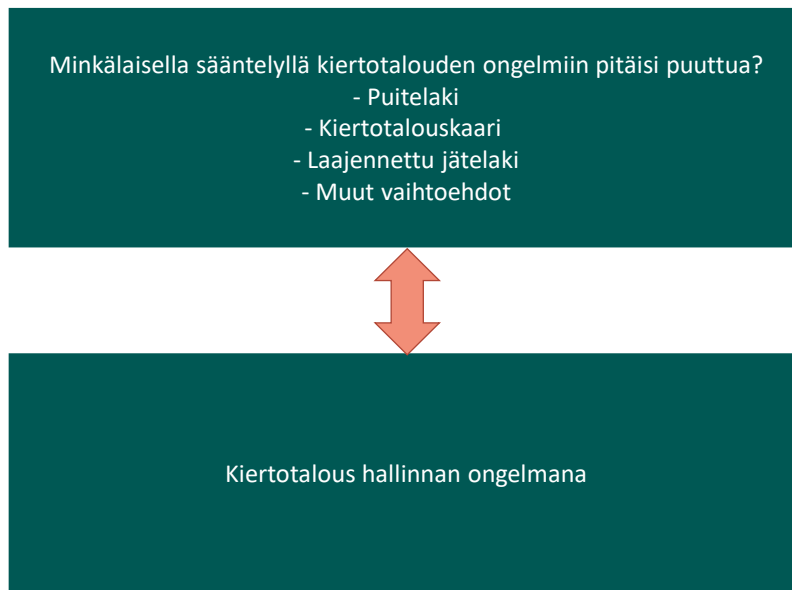 Minkälaisella sääntelyllä kiertotalouden ongelmiin pitäisi puuttua?
- Puitelaki
- Kiertotalouskaari
- Laajennettu jätelaki
- Muut vaihtoehdot
Kiertotalous hallinnan ongelmana